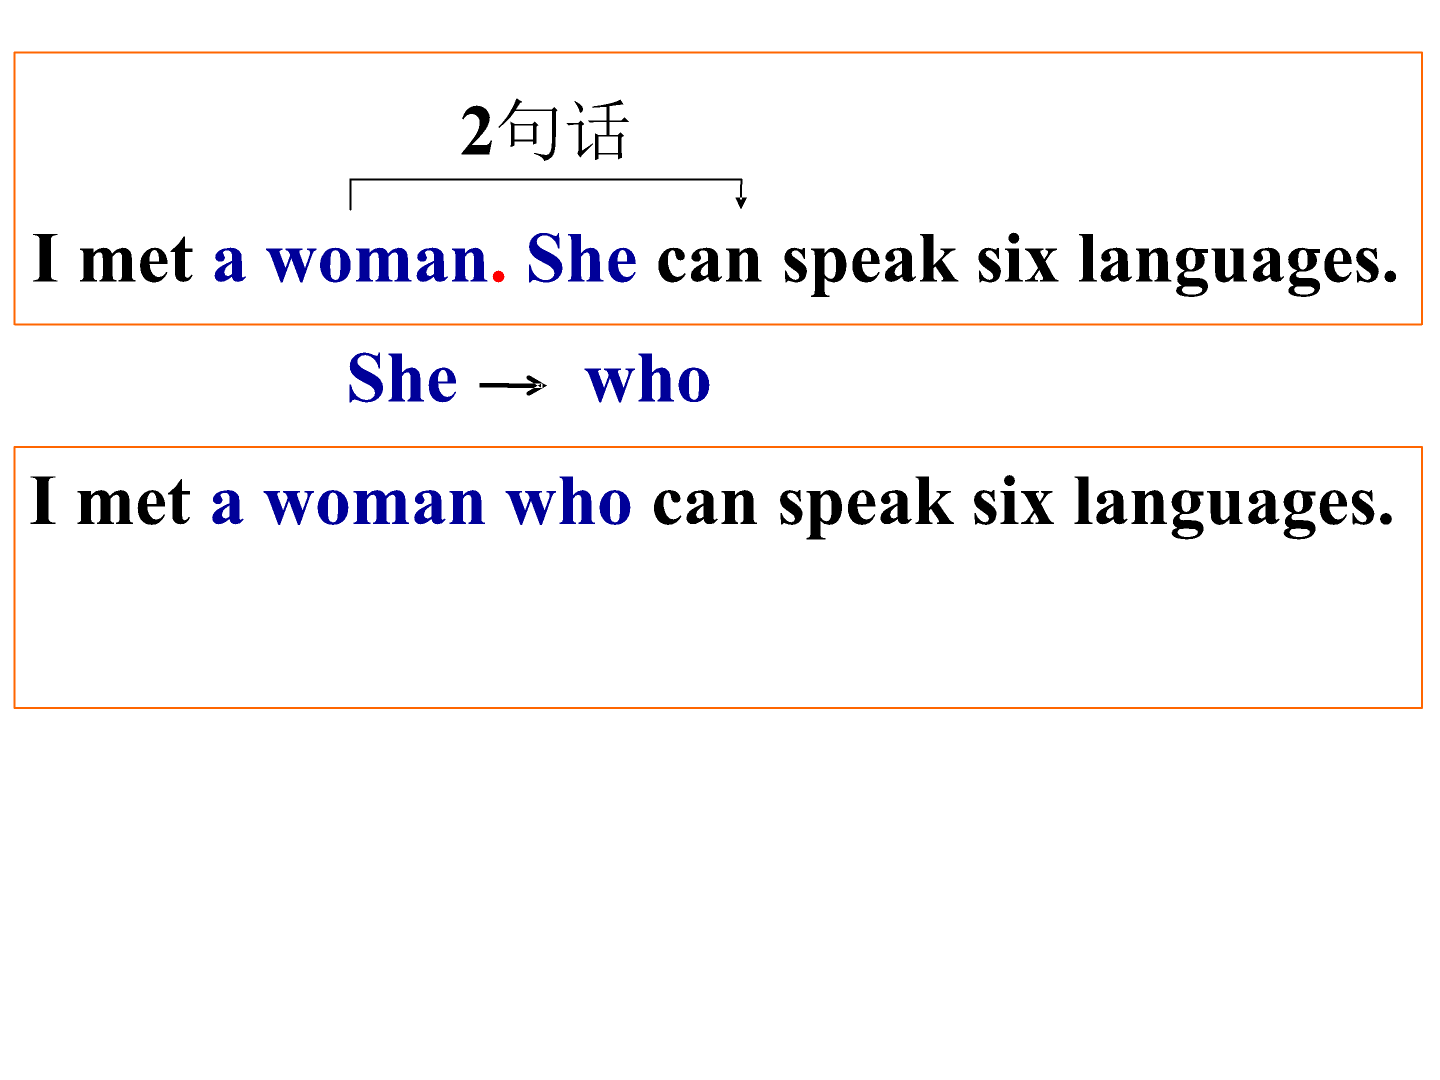 2句话
I met a woman. She can speak six languages.
She → who
I met a woman who can speak six languages.